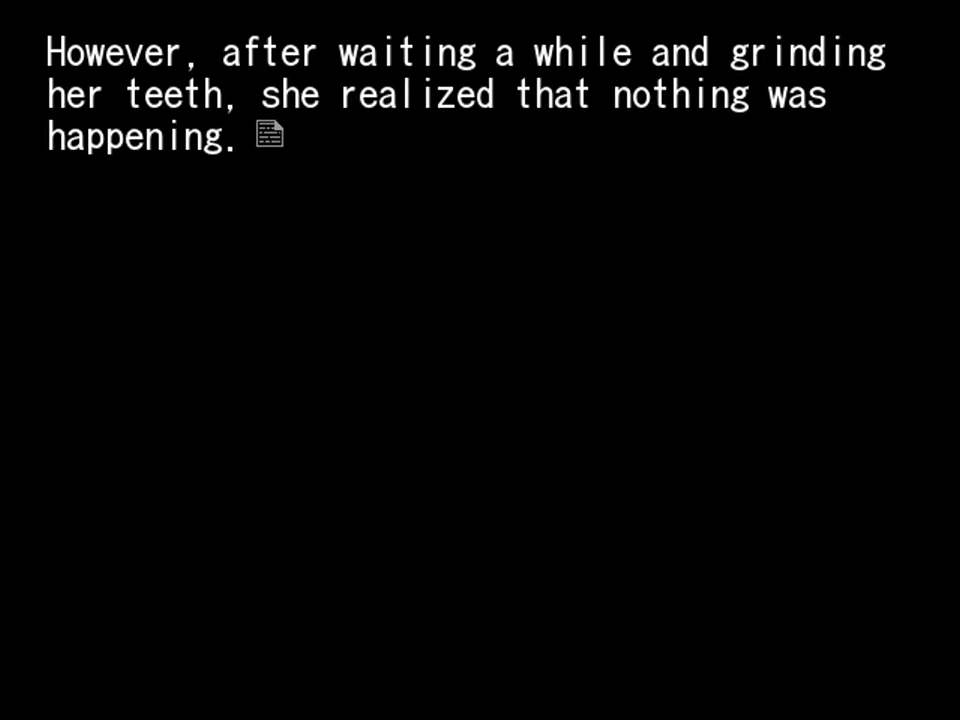 However, after waiting a while and grinding
her teeth, she realized that nothing was
happening.